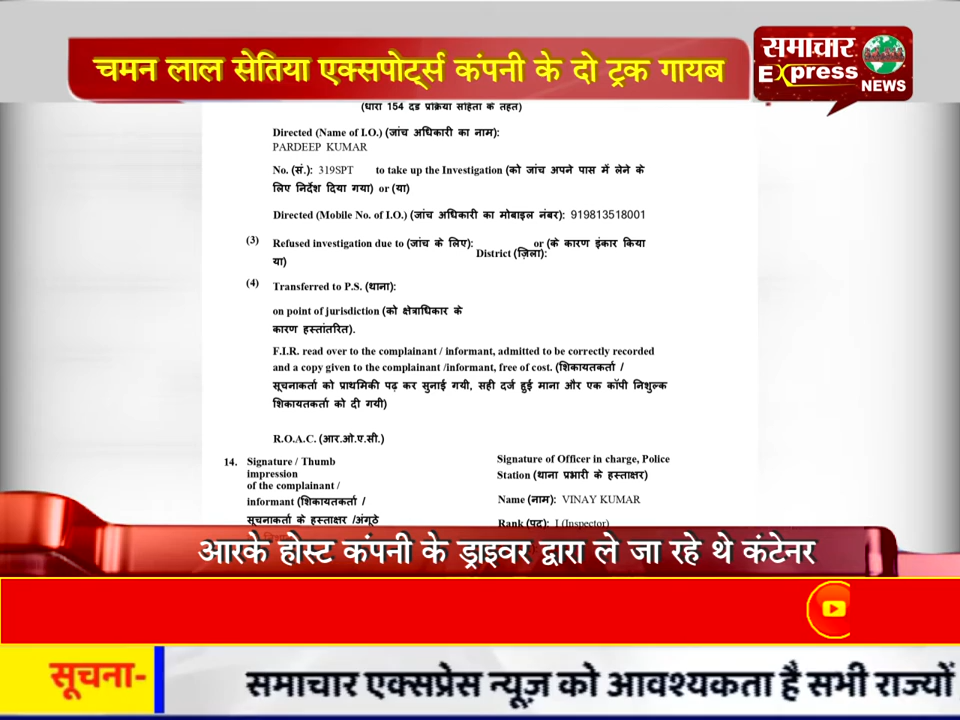 चमन लाल सेतिया एक्सपोर्ट्स कंपनी के दो ट्रक गायब
समाचार
Express
NEWS
(धारा 154 दंड प्रक्रिया संहिता के तहत)
Directed (Name of I.O.) (जांच अधिकारी का नाम):
PARDEEP KUMAR
No. (सं.): 319SPT to take up the Investigation (को जांच अपने पास में लेने के
लिए निर्देश दिया गया) or (या)
Directed (Mobile No. of I.O.) (जांच अधिकारी का मोबाइल नंबर): 919813518001
(3) Refused investigation due to (जांच के लिए): or (के कारण इंकार किया
District (ज़िला):
या)
(4) Transferred to P.S. (थाना):
on point of jurisdiction (को क्षेत्राधिकार के
कारण हस्तांतरित).
F.I.R. read over to the complainant / informant, admitted to be correctly recorded
and a copy given to the complainant /informant, free of cost. (शिकायतकर्ता /
सूचनाकर्ता को प्राथमिकी पढ़ कर सुनाई गयी, सही दर्ज हुई माना और एक कॉपी निशुल्क
शिकायतकर्ता को दी गयी)
R.O.A.C. (आर.ओ.ए.सी.)
14. Signature / Thumb
impression
of the complainant /
informant (शिकायतकर्ता /
सूचनाकर्ता के हस्ताक्षर /अंगूठे
Signature of Officer in charge, Police
Station (थाना प्रभारी के हस्ताक्षर)
Name (नाम): VINAY KUMAR
Rank (पद): I (Inspector)
आरके होस्ट कंपनी के ड्राइवर द्वारा ले जा रहे थे कंटेनर
सूचना-
समाचार एक्सप्रेस न्यूज़ को आवश्यकता है सभी राज्यों